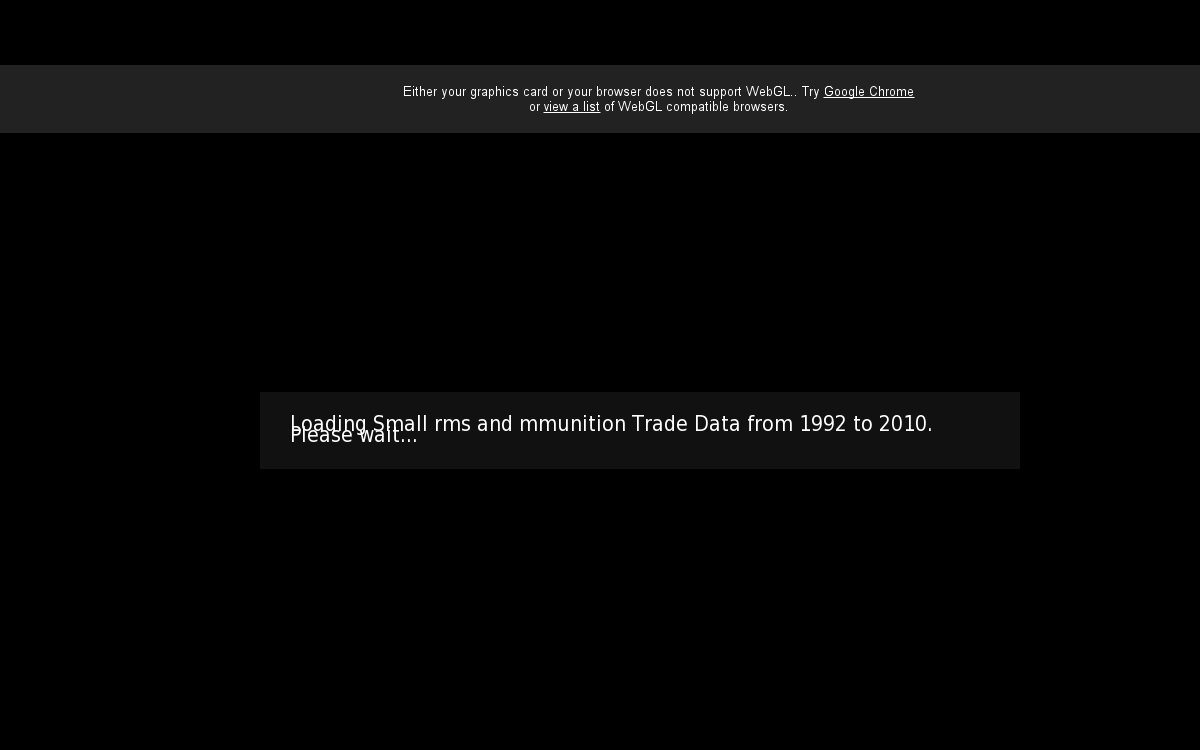 Either your graphics card or your browser does not support WebGL.. Try Google Chrome
or view a list of WebGL compatible browsers.
Loading Small rms and mmunition Trade Data from 1992 to 2010.
Please wait...